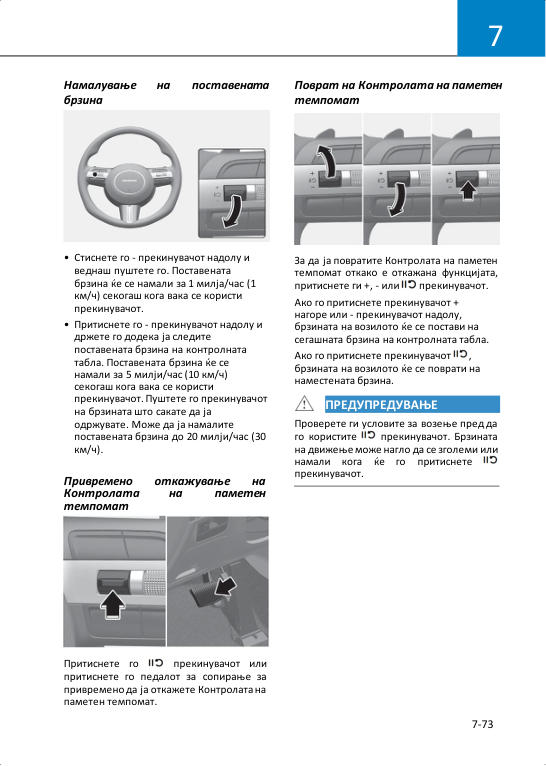 7
Намалување на поставената
брзина
• Стиснете го - прекинувачот надолу и
веднаш пуштете го. Поставената
брзина ќе се намали за 1 милја/час (1
км/ч) секогаш кога вака се користи
прекинувачот.
• Притиснете го - прекинувачот надолу и
држете го додека ја следите
поставената брзина на контролната
табла. Поставената брзина ќе се
намали за 5 милји/час (10 км/ч)
секогаш кога вака се користи
прекинувачот. Пуштете го прекинувачот
на брзината што сакате да ја
одржувате. Може да ја намалите
поставената брзина до 20 милји/час (30
км/ч).
Привремено откажување на
Контролата на паметен
темпомат
Притиснете го прекинувачот или
притиснете го педалот за сопирање за
привремено да ја откажете Контролата на
паметен темпомат.
Поврат на Контролата на паметен
темпомат
За да ја повратите Контролата на паметен
темпомат откако е откажана функцијата,
притиснете ги +, - или прекинувачот.
Ако го притиснете прекинувачот +
нагоре или - прекинувачот надолу,
брзината на возилото ќе се постави на
сегашната брзина на контролната табла.
Ако го притиснете прекинувачот ,
брзината на возилото ќе се поврати на
наместената брзина.
ПРЕДУПРЕДУВАЊЕ
Проверете ги условите за возење пред да
го користите прекинувачот. Брзината
на движење може нагло да се зголеми или
намали кога ќе го притиснете
прекинувачот.
7-73